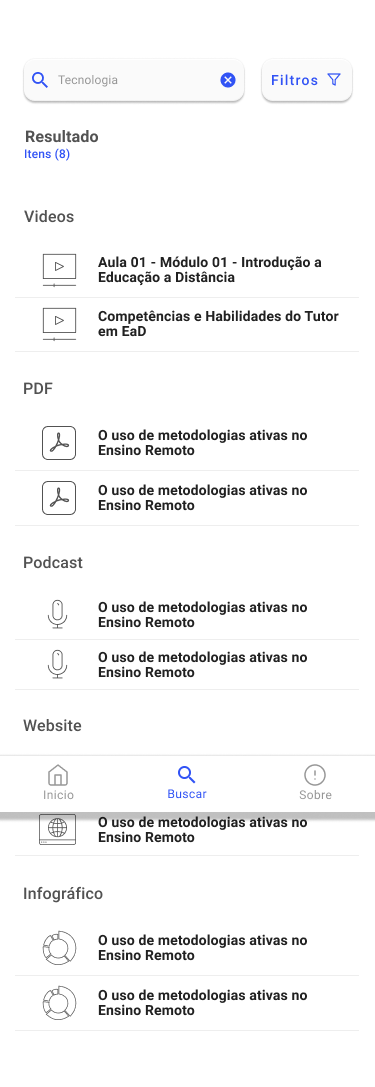 Tecnologia
Filtros
Resultado
Itens (8)
Videos
Aula 01 - Módulo 01 - Introdução a
Educação a Distância
Competências e Habilidades do Tutor
em EaD
PDF
O uso de metodologias ativas no
Ensino Remoto
O uso de metodologias ativas no
Ensino Remoto
Podcast
O uso de metodologias ativas no
Ensino Remoto
O uso de metodologias ativas no
Ensino Remoto
Website
Inicio
Buscar
Sobre
O uso de metodologias ativas no
Ensino Remoto
Infográfico
O uso de metodologias ativas no
Ensino Remoto
O uso de metodologias ativas no
Ensino Remoto